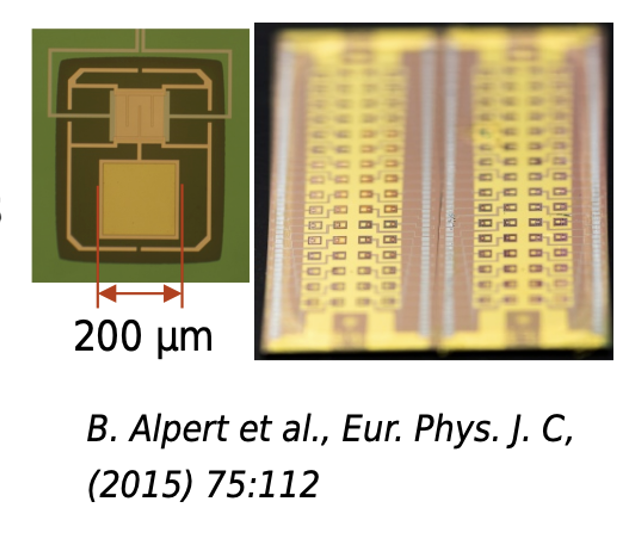 200 μm
B. Alpert et al., Eur. Phys. J. C,
(2015) 75:112